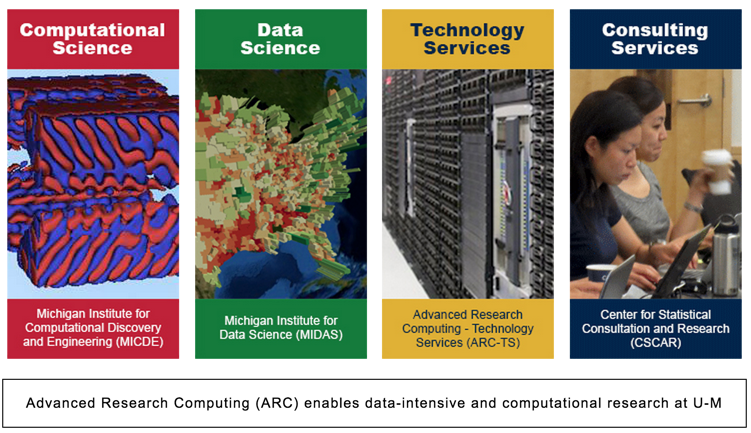 Computational
Science
Data
Science
Technology
Services
Consulting
Services
Michigan Institute for
Computational Discovery
and Engineering (MICDE)
Michigan Institute for
Data Science (MIDAS)
Advanced Research
Computing - Technology
Services (ARC-TS)
Center for Statistical
Consultation and Research
(CSCAR)
Advanced Research Computing (ARC) enables data-intensive and computational research at U-M